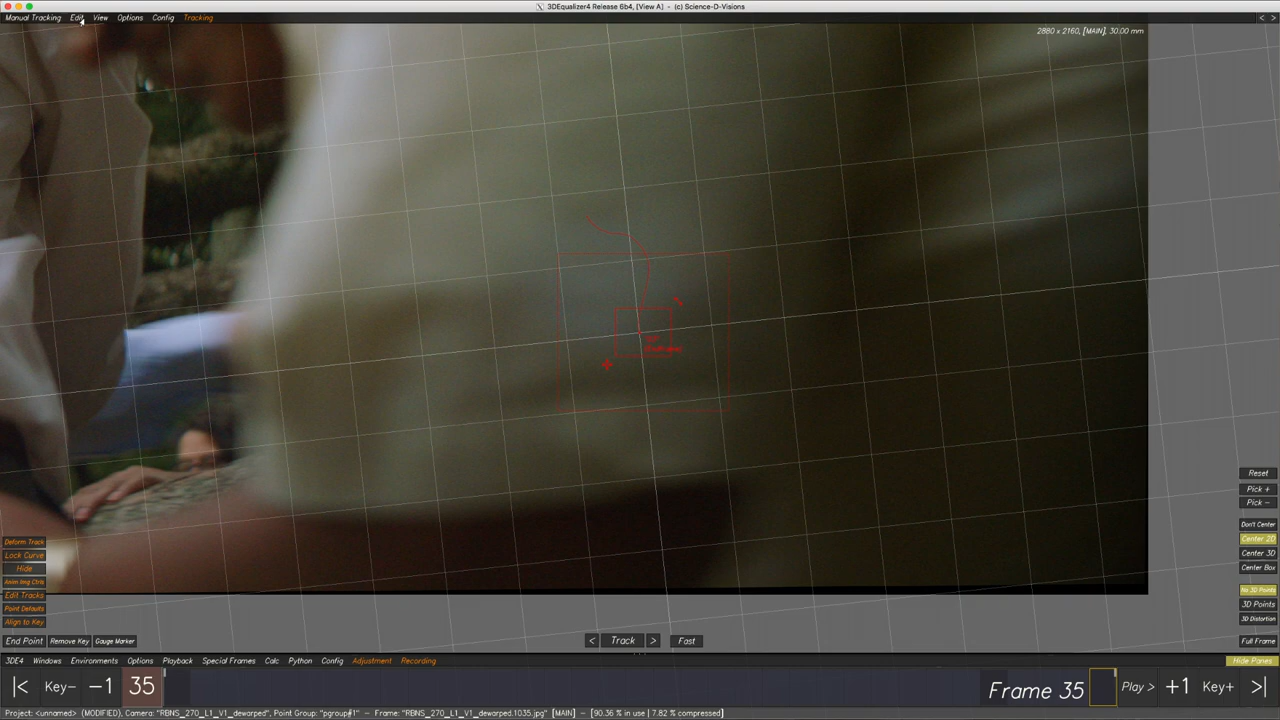 3DEqualizer4 Release 6b4, [View A]  -  (c) Science-D-Visions
Manual Tracking Edit View Options Config Tracking < >
2880 x 2160, [MAIN], 30.00 mm
Reset
Pick +
Pick -
Don't Center
Center 2D
Center 3D
Center Box
No 3D Points
3D Points
3D Distortion
Full Frame
Deform Track
Lock Curve
Hide
Anim Img Ctrls
Edit Tracks
Point Defaults
Align to Key
End Point Remove Key Gauge Marker < Track > Fast
3DE4 Windows Environments Options Playback Special Frames Calc Python Config Adjustment Recording Hide Panes
|< Key- -1 35 Frame 35 Play > +1 Key+ >|
Project: <unnamed> (MODIFIED), Camera: "RBNS_270_L1_V1_dewarped", Point Group: "pgroup#1" - Frame: "RBNS_270_L1_V1_dewarped.1035.jpg" [MAIN] - [90.36 % in use | 7.82 % compressed]